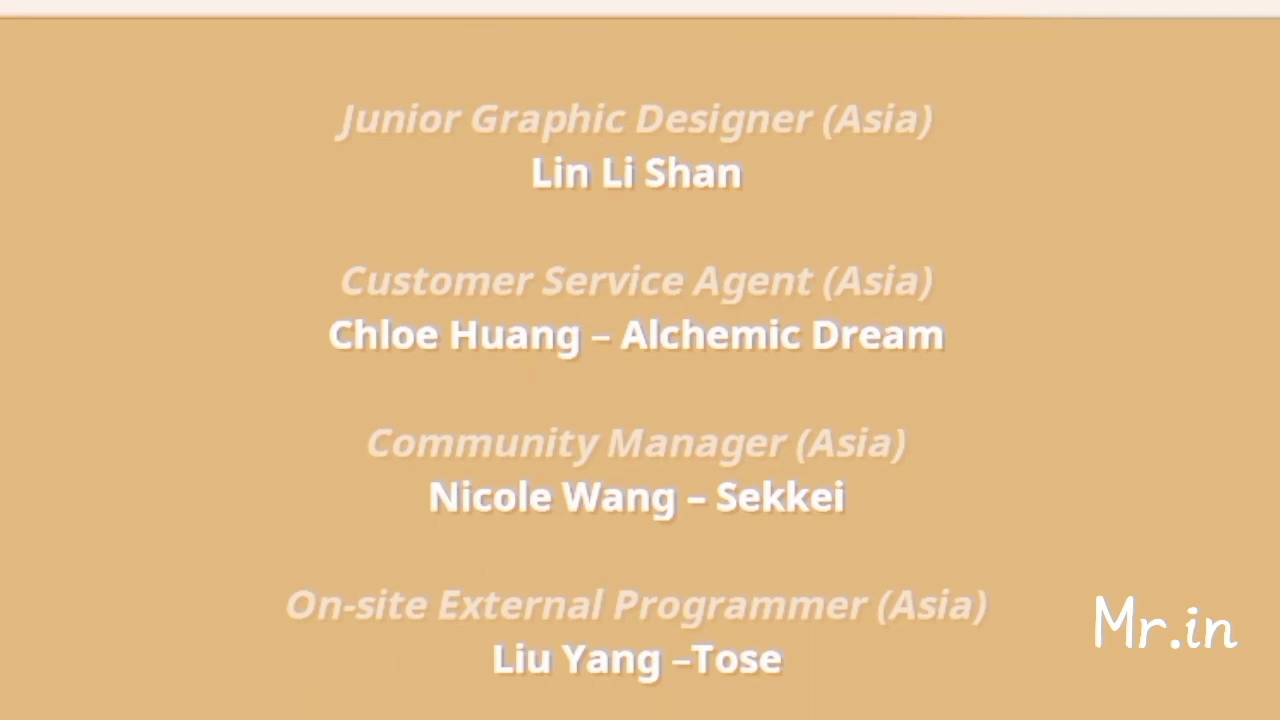 Junior Graphic Designer (Asia)
Lin Li Shan
Customer Service Agent (Asia)
Chloe Huang – Alchemic Dream
Community Manager (Asia)
Nicole Wang – Sekkei
On-site External Programmer (Asia)
Liu Yang –Tose
Mr.in